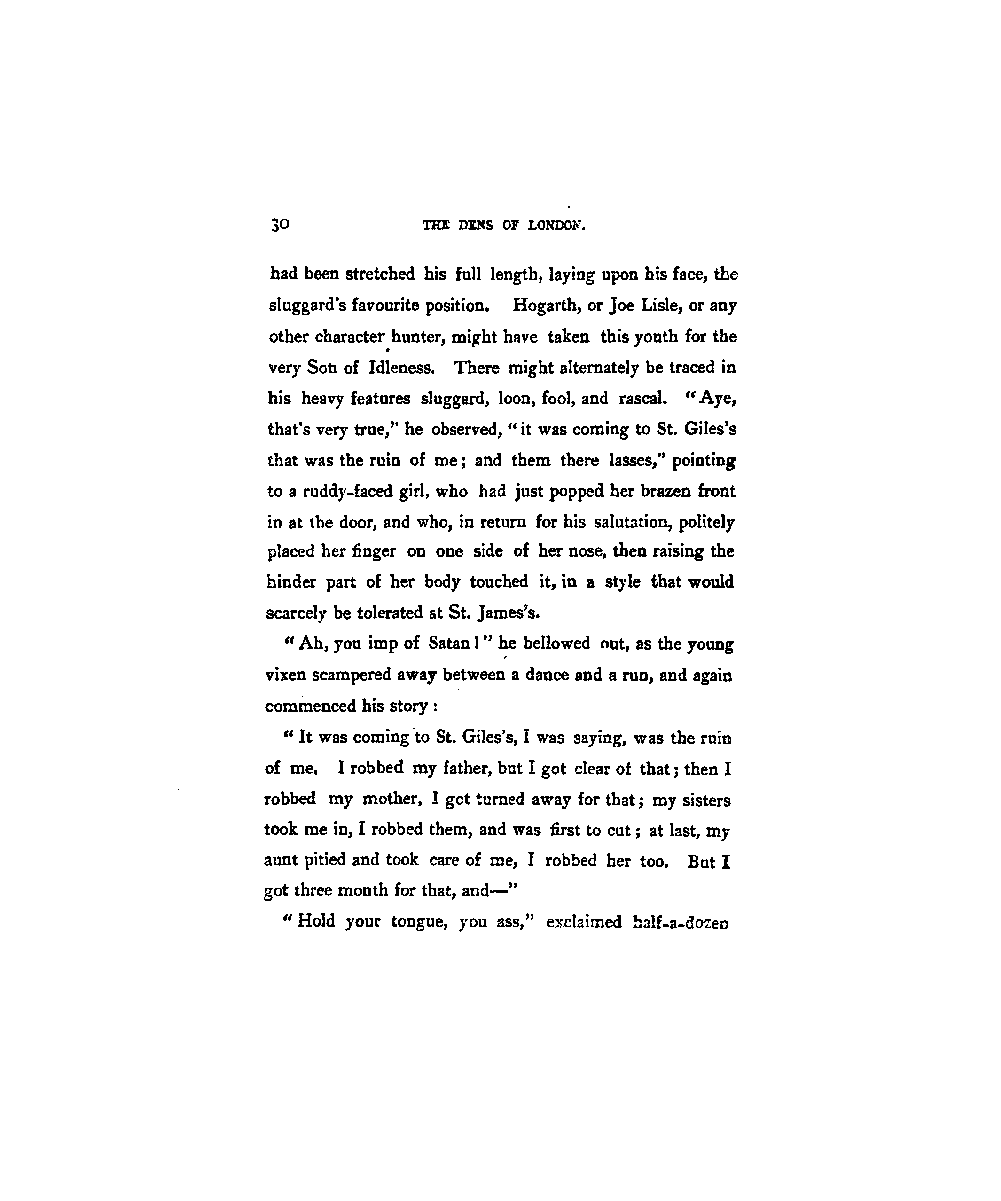 30 THE DENS OF LONDON.
had been stretched his full length, laying upon his face, the
sluggard's favourite position. Hogarth, or Joe Lisle, or any
other character hunter, might have taken this youth for the
very Son of Idleness. There might alternately be traced in
his heavy features sluggard, loon, fool, and rascal. "Aye,
that's very true," he observed, "it was coming to St. Giles's
that was the ruin of me; and them there lasses," pointing
to a ruddy-faced girl, who had just popped her brazen front
in at the door, and who, in return for his salutation, politely
placed her finger on one side of her nose, then raising the
hinder part of her body touched it, in a style that would
scarcely be tolerated at St. James's.
"Ah, you imp of Satan!" he bellowed out, as the young
vixen scampered away between a dance and a run, and again
commenced his story:
"It was coming to St. Giles's, I was saying, was the ruin
of me. I robbed my father, but I got clear of that; then I
robbed my mother, I got turned away for that; my sisters
took me in, I robbed them, and was first to cut; at last, my
aunt pitied and took care of me, I robbed her too. But I
got three month for that, and—"
"Hold your tongue, you ass," exclaimed half-a-dozen